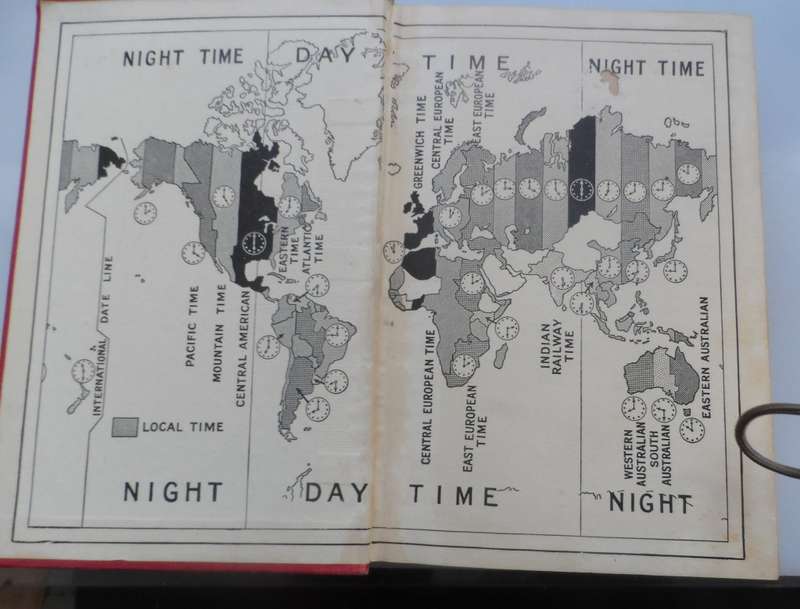 NIGHT TIME
DAY TIME
NIGHT TIME
GREENWICH TIME
CENTRAL EUROPEAN
TIME
EAST EUROPEAN
TIME
EASTERN
TIME
ATLANTIC
TIME
INTERNATIONAL DATE LINE
PACIFIC TIME
MOUNTAIN TIME
CENTRAL AMERICAN
CENTRAL EUROPEAN TIME
EAST EUROPEAN
TIME
INDIAN
RAILWAY
TIME
EASTERN AUSTRALIAN
WESTERN
AUSTRALIAN
SOUTH
AUSTRALIAN
LOCAL TIME
NIGHT
DAY TIME
NIGHT